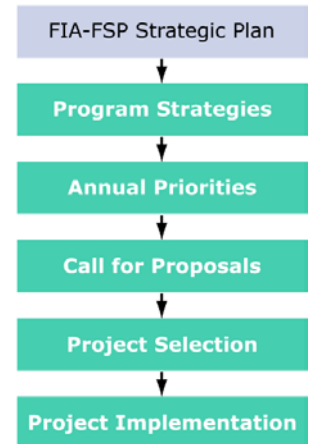 FIA-FSP Strategic Plan
Program Strategies
Annual Priorities
Call for Proposals
Project Selection
Project Implementation